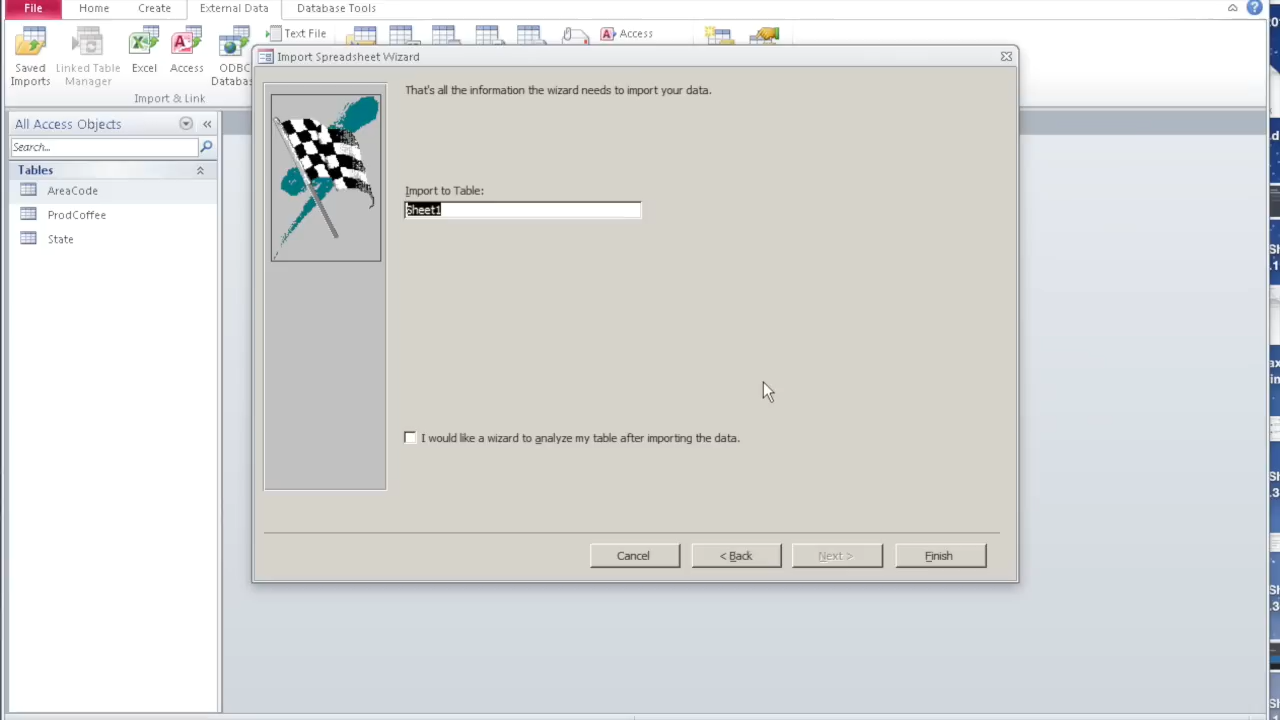 File Home Create External Data Database Tools
Saved Imports
Linked Table Manager
Excel
Access
ODBC Databas
Text File
Access
Import & Link
Import Spreadsheet Wizard
That's all the information the wizard needs to import your data.
Import to Table:
Sheet1
I would like a wizard to analyze my table after importing the data.
Cancel
< Back
Next >
Finish
All Access Objects
Search...
Tables
AreaCode
ProdCoffee
State